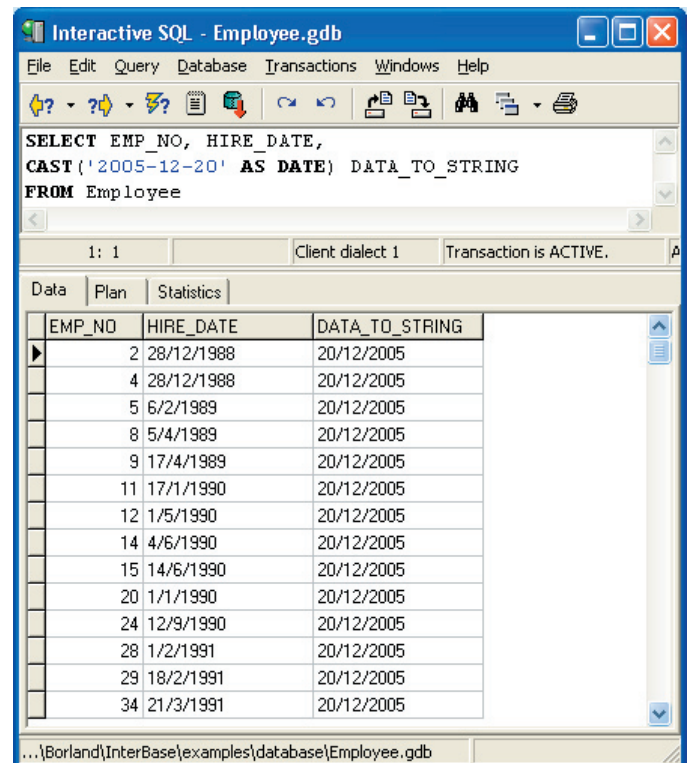 Interactive SQL - Employee.gdb
File Edit Query Database Transactions Windows Help
SELECT EMP_NO, HIRE_DATE,
CAST('2005-12-20' AS DATE) DATA_TO_STRING
FROM Employee
1: 1 Client dialect 1 Transaction is ACTIVE. A
Data Plan Statistics
EMP_NO HIRE_DATE DATA_TO_STRING
2 28/12/1988 20/12/2005
4 28/12/1988 20/12/2005
5 6/2/1989 20/12/2005
8 5/4/1989 20/12/2005
9 17/4/1989 20/12/2005
11 17/1/1990 20/12/2005
12 1/5/1990 20/12/2005
14 4/6/1990 20/12/2005
15 14/6/1990 20/12/2005
20 1/1/1990 20/12/2005
24 12/9/1990 20/12/2005
28 1/2/1991 20/12/2005
29 18/2/1991 20/12/2005
34 21/3/1991 20/12/2005
...\Borland\InterBase\examples\database\Employee.gdb